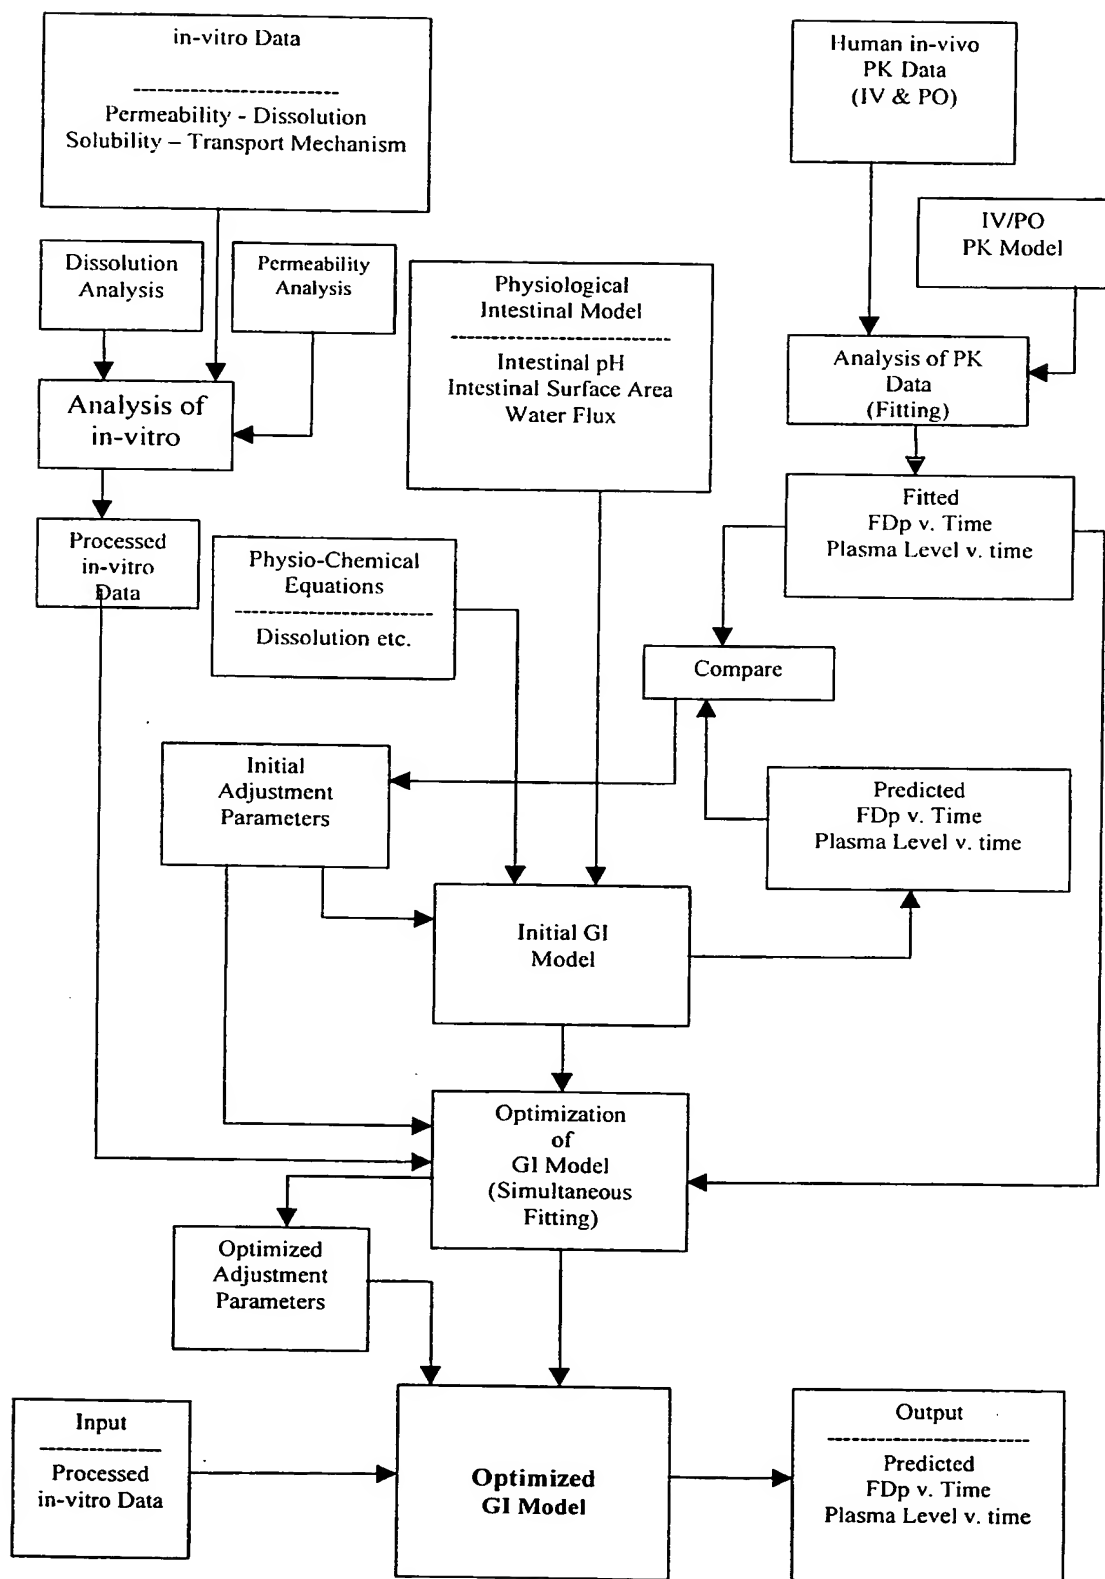 in-vitro Data
Permeability - Dissolution
Solubility – Transport Mechanism
Human in-vivo
PK Data
(IV & PO)
IV/PO
PK Model
Dissolution
Analysis
Permeability
Analysis
Physiological
Intestinal Model
Intestinal pH
Intestinal Surface Area
Water Flux
Analysis of PK
Data
(Fitting)
Analysis of
in-vitro
Fitted
FDp v. Time
Plasma Level v. time
Processed
in-vitro
Data
Physio-Chemical
Equations
Dissolution etc.
Compare
Initial
Adjustment
Parameters
Predicted
FDp v. Time
Plasma Level v. time
Initial GI
Model
Optimization
of
GI Model
(Simultaneous
Fitting)
Optimized
Adjustment
Parameters
Input
Processed
in-vitro Data
Optimized
GI Model
Output
Predicted
FDp v. Time
Plasma Level v. time